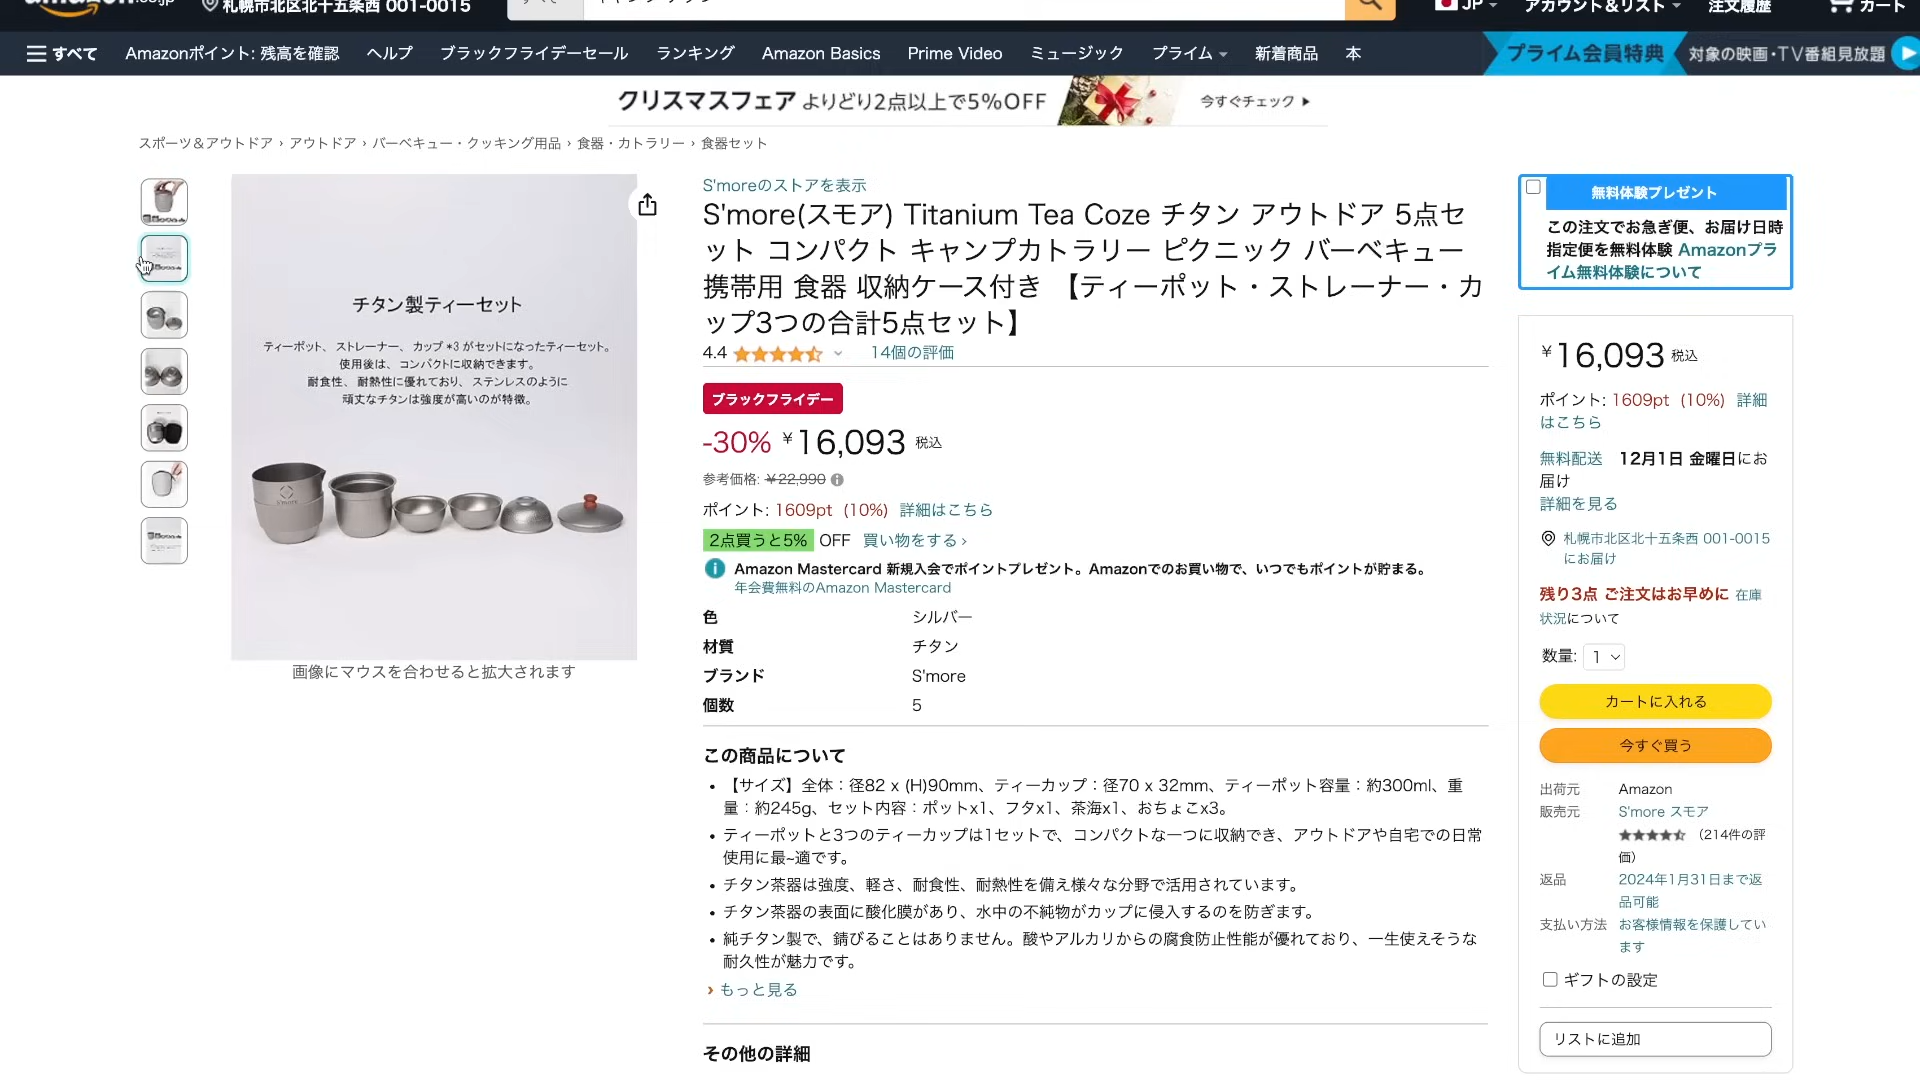 札幌市北区北十五条西 001-0015
JP
アカウント&リスト
注文履歴
カート
すべて
Amazonポイント: 残高を確認
ヘルプ
ブラックフライデーセール
ランキング
Amazon Basics
Prime Video
ミュージック
プライム
新着商品
本
プライム会員特典
対象の映画・TV番組見放題
クリスマスフェア よりどり2点以上で5%OFF
今すぐチェック
スポーツ&アウトドア › アウトドア › バーベキュー・クッキング用品 › 食器・カトラリー › 食器セット
チタン製ティーセット
ティーポット、ストレーナー、カップ*3がセットになったティーセット。
使用後は、コンパクトに収納できます。
耐食性、耐熱性に優れており、ステンレスのように
頑丈なチタンは強度が高いのが特徴。
S'more
画像にマウスを合わせると拡大されます
S'moreのストアを表示
S'more(スモア) Titanium Tea Coze チタン アウトドア 5点セ
ット コンパクト キャンプカトラリー ピクニック バーベキュー
携帯用 食器 収納ケース付き 【ティーポット・ストレーナー・カ
ップ3つの合計5点セット】
4.4
14個の評価
ブラックフライデー
-30% ¥16,093 税込
参考価格: ¥22,990
ポイント: 1609pt (10%) 詳細はこちら
2点買うと5% OFF 買い物をする ›
Amazon Mastercard 新規入会でポイントプレゼント。Amazonでのお買い物で、いつでもポイントが貯まる。
年会費無料のAmazon Mastercard
色 シルバー
材質 チタン
ブランド S'more
個数 5
この商品について
【サイズ】全体：径82 x (H)90mm、ティーカップ：径70 x 32mm、ティーポット容量：約300ml、重
量：約245g、セット内容：ポットx1、フタx1、茶海x1、おちょこx3。
ティーポットと3つのティーカップは1セットで、コンパクトな一つに収納でき、アウトドアや自宅での日常
使用に最~適です。
チタン茶器は強度、軽さ、耐食性、耐熱性を備え様々な分野で活用されています。
チタン茶器の表面に酸化膜があり、水中の不純物がカップに侵入するのを防ぎます。
純チタン製で、錆びることはありません。酸やアルカリからの腐食防止性能が優れており、一生使えそうな
耐久性が魅力です。
› もっと見る
その他の詳細
無料体験プレゼント
この注文でお急ぎ便、お届け日時
指定便を無料体験 Amazonプラ
イム無料体験について
¥16,093 税込
ポイント: 1609pt (10%) 詳細
はこちら
無料配送 12月1日 金曜日にお
届け
詳細を見る
札幌市北区北十五条西 001-0015
にお届け
残り3点 ご注文はお早めに 在庫
状況について
数量: 1
カートに入れる
今すぐ買う
出荷元 Amazon
販売元 S'more スモア
(214件の評
価)
返品 2024年1月31日まで返
品可能
支払い方法 お客様情報を保護してい
ます
ギフトの設定
リストに追加